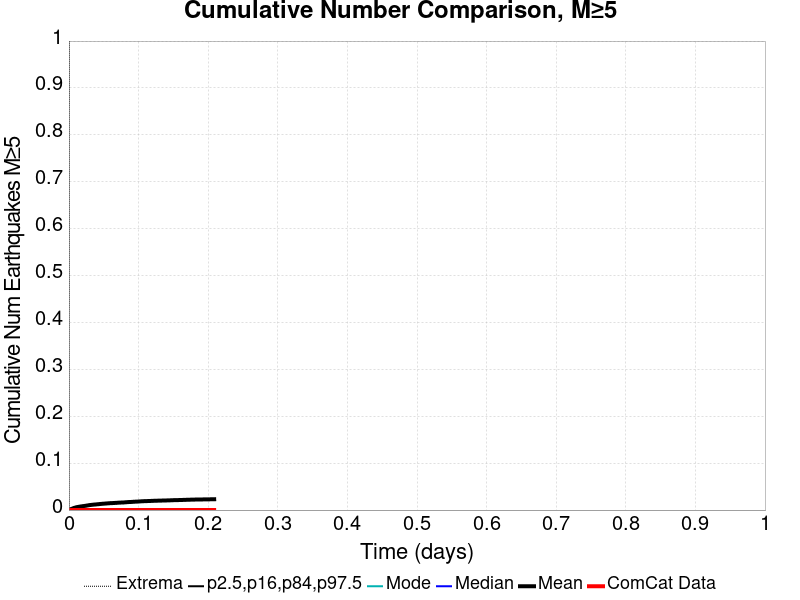 Cumulative Number Comparison, M≥5
Cumulative Num Earthquakes M≥5
1
0.9
0.8
0.7
0.6
0.5
0.4
0.3
0.2
0.1
0
0 0.1 0.2 0.3 0.4 0.5 0.6 0.7 0.8 0.9 1
Time (days)
Extrema p2.5,p16,p84,p97.5 Mode Median Mean ComCat Data